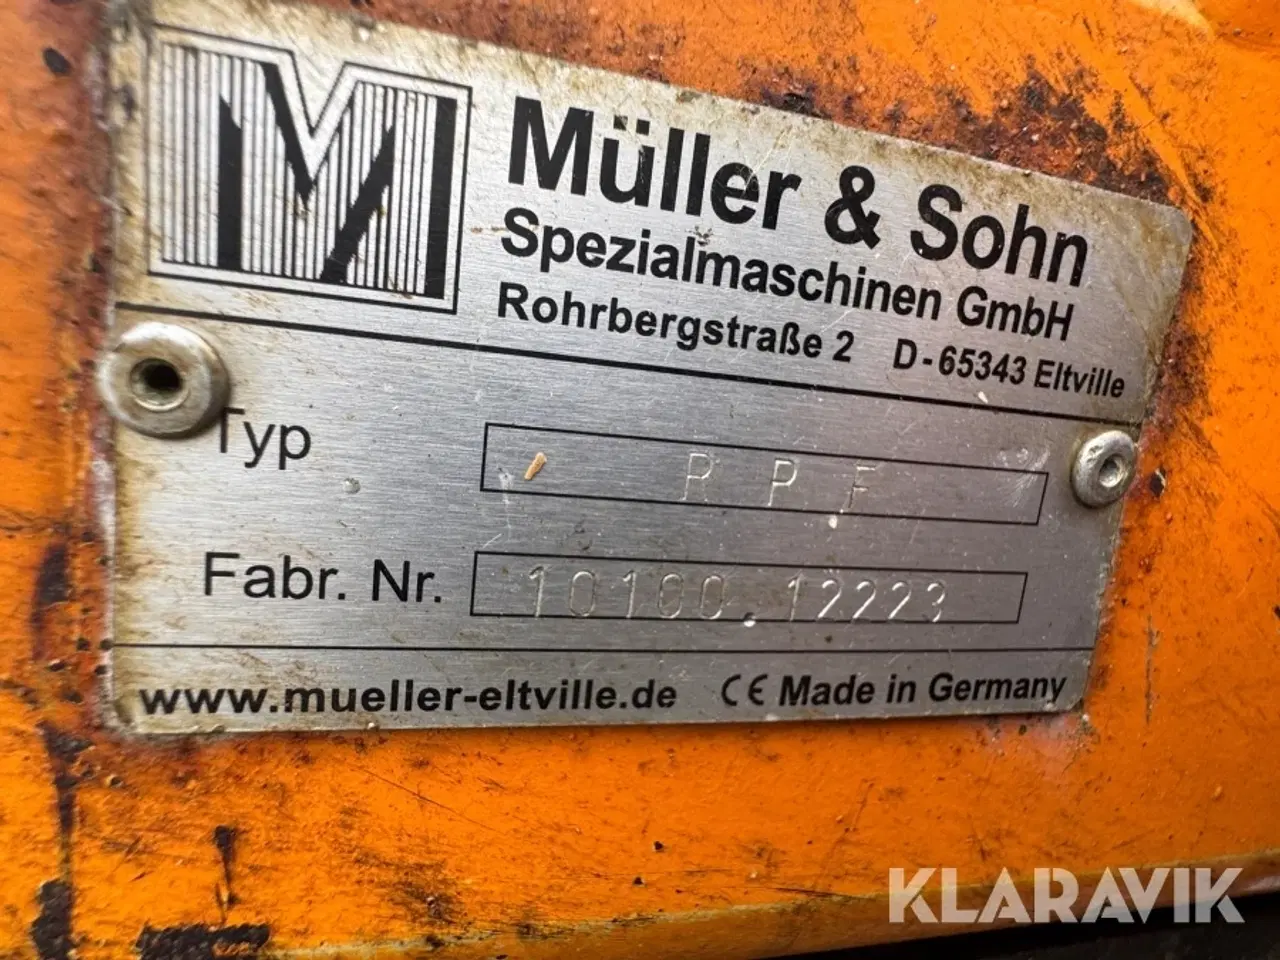 M
Müller & Sohn
Spezialmaschinen GmbH
Rohrbergstraße 2 D-65343 Eltville
Typ RPF
Fabr. Nr. 10100.12223
www.mueller-eltville.de CE Made in Germany
KLARAVIK